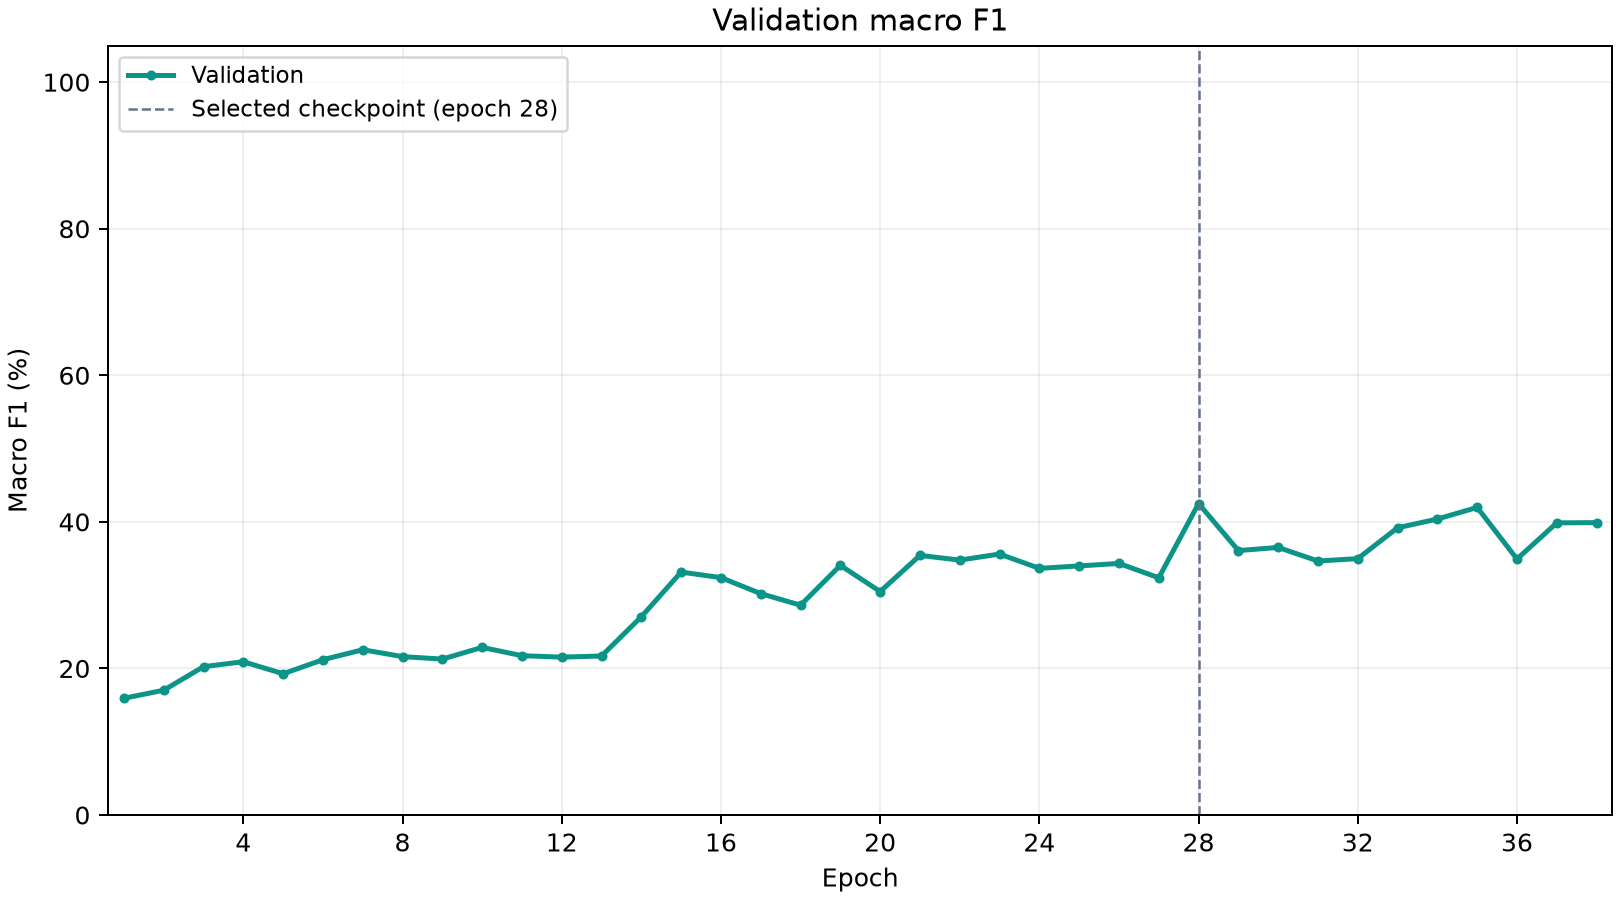 Validation macro F1
Validation
Selected checkpoint (epoch 28)
100
80
60
40
20
0
Macro F1 (%)
4 8 12 16 20 24 28 32 36
Epoch